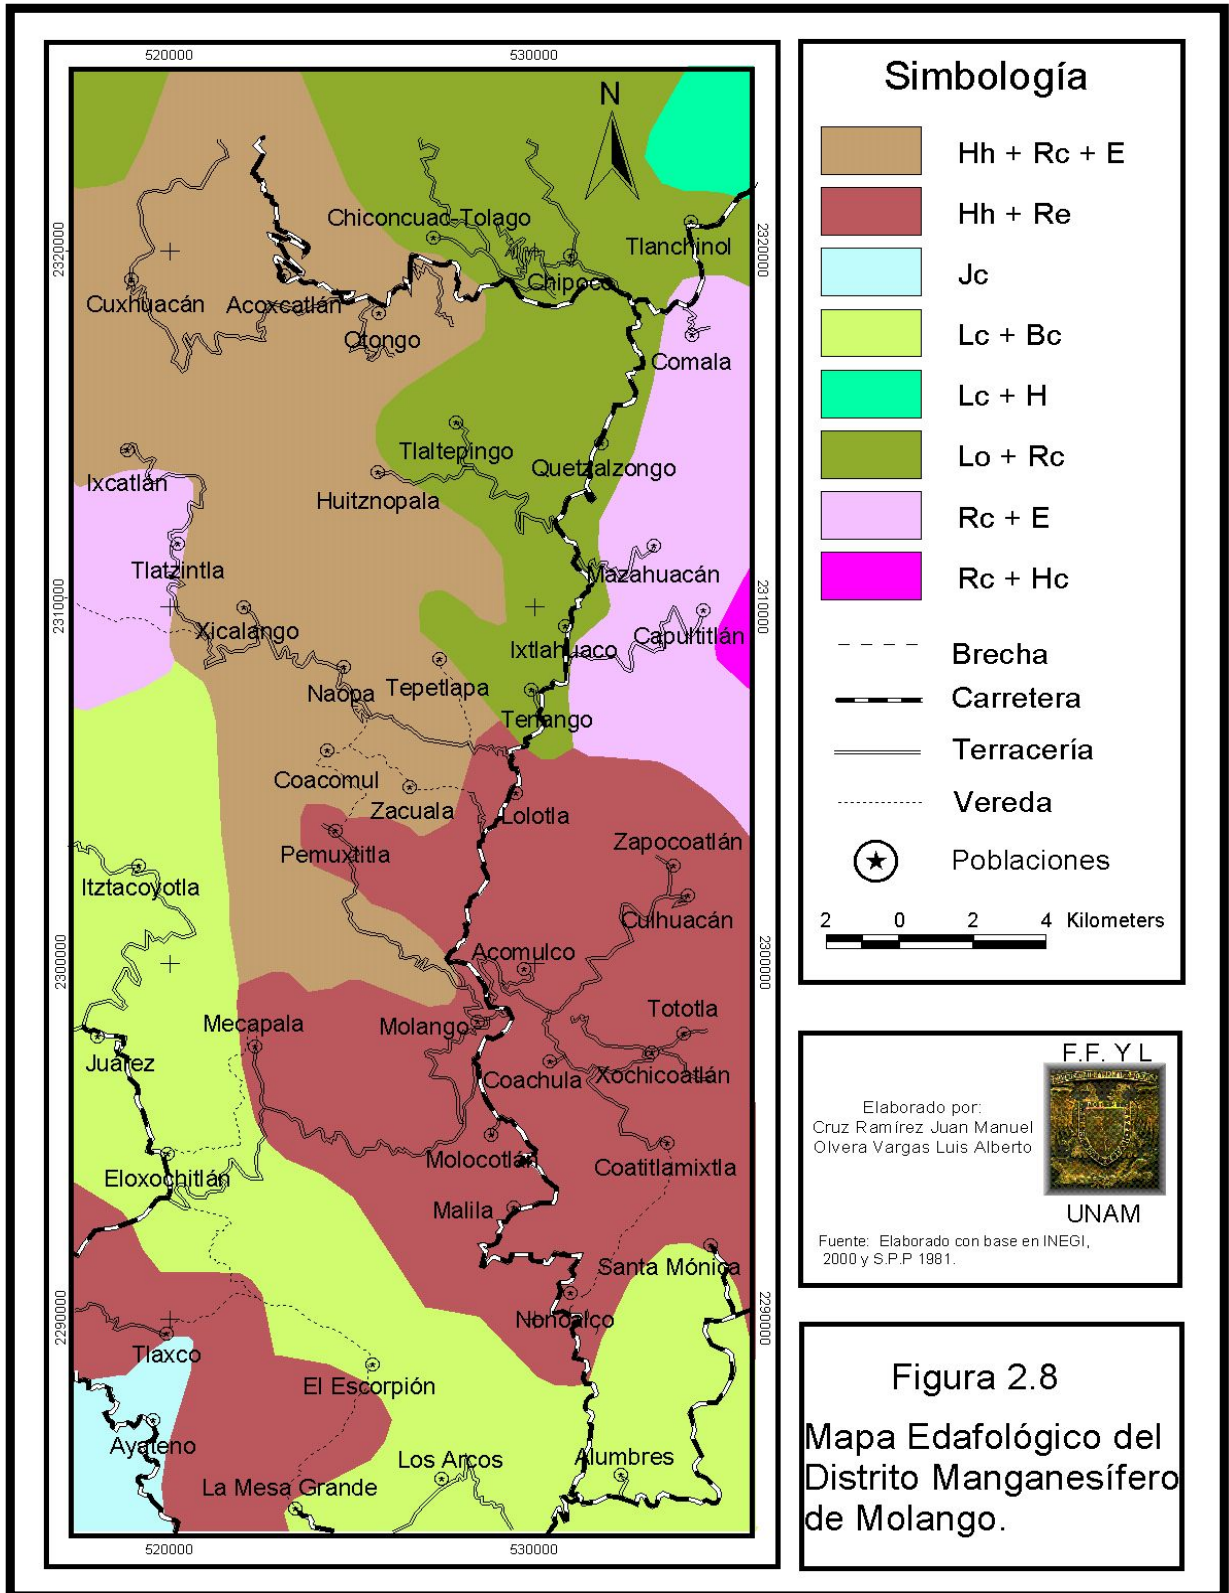 520000
530000
N
Chiconcuac-Tolago
Tlanchinol
2320000
2320000
Chipoco
Cuxhuacán
Acoxcatlán
Otongo
Comala
Tlaltepingo
Quetzalzongo
Ixcatlán
Huitznopala
Tlatzintla
Mazahuacán
2310000
2310000
Xicalango
Ixtlahuaco
Capultitlán
Naopa
Tepetlapa
Tenango
Coacomul
Zacuala
Lolotla
Pemuxtitla
Zapocoatlán
Itztacoyotla
Culhuacán
Acomulco
2300000
2300000
Mecapala
Molango
Tototla
Juárez
Coachula
Xochicoatlán
Molocotlán
Coatitlamixtla
Eloxochitlán
Malila
Santa Mónica
2290000
2290000
Nonoalco
Tlaxco
El Escorpión
Ayateno
Los Arcos
Alumbres
La Mesa Grande
520000
530000
Simbología
Hh + Rc + E
Hh + Re
Jc
Lc + Bc
Lc + H
Lo + Rc
Rc + E
Rc + Hc
Brecha
Carretera
Terracería
Vereda
Poblaciones
2 0 2 4 Kilometers
F.F. Y L
Elaborado por:
Cruz Ramírez Juan Manuel
Olvera Vargas Luis Alberto
UNAM
Fuente: Elaborado con base en INEGI,
2000 y S.P.P 1981.
Figura 2.8
Mapa Edafológico del
Distrito Manganesífero
de Molango.